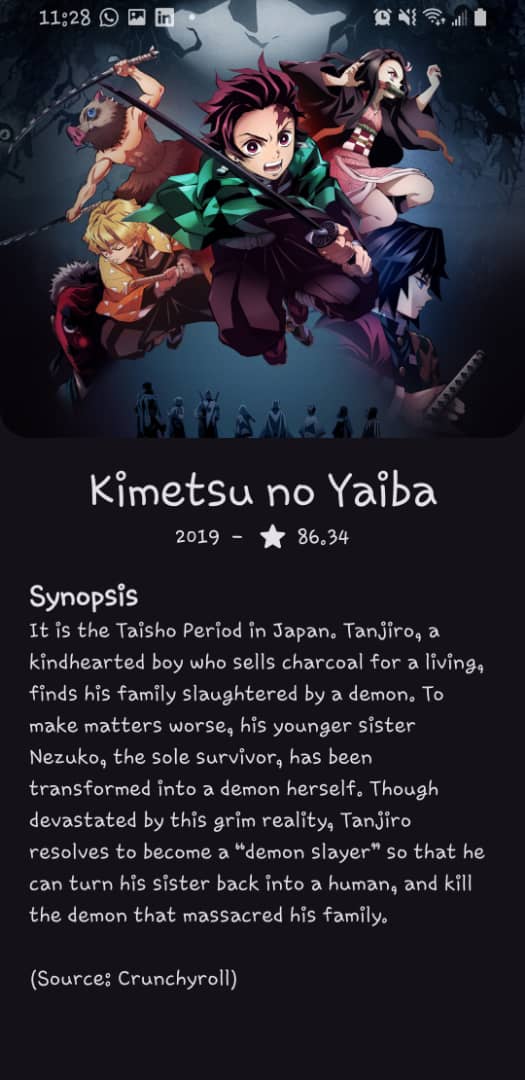 11:28
Kimetsu no Yaiba
2019 - ★ 86.34
Synopsis
It is the Taisho Period in Japan. Tanjiro, a
kindhearted boy who sells charcoal for a living,
finds his family slaughtered by a demon. To
make matters worse, his younger sister
Nezuko, the sole survivor, has been
transformed into a demon herself. Though
devastated by this grim reality, Tanjiro
resolves to become a “demon slayer” so that he
can turn his sister back into a human, and kill
the demon that massacred his family.
(Source: Crunchyroll)